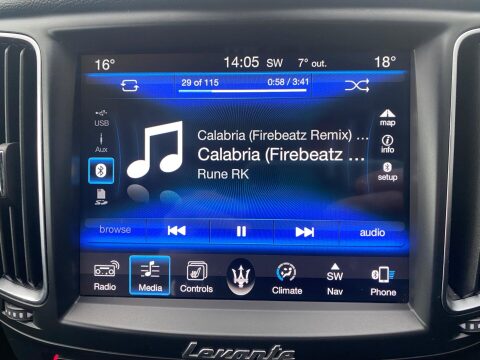 16° 14:05 SW 7° out. 18°
29 of 115 0:58 / 3:41
USB
Aux
Calabria (Firebeatz Remix) ...
Calabria (Firebeatz ...
Rune RK
map
info
setup
browse audio
Radio Media Controls Climate SW Nav Phone
Levante